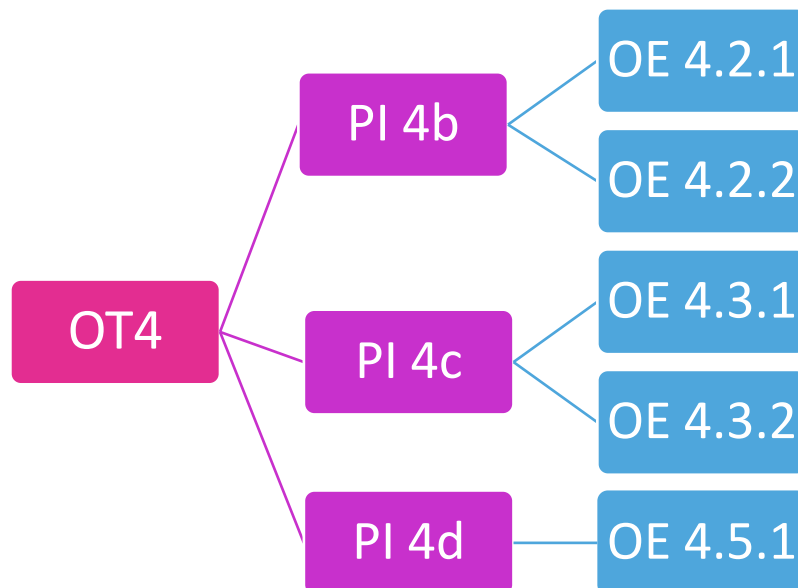 OT4
PI 4b
OE 4.2.1
OE 4.2.2
PI 4c
OE 4.3.1
OE 4.3.2
PI 4d
OE 4.5.1